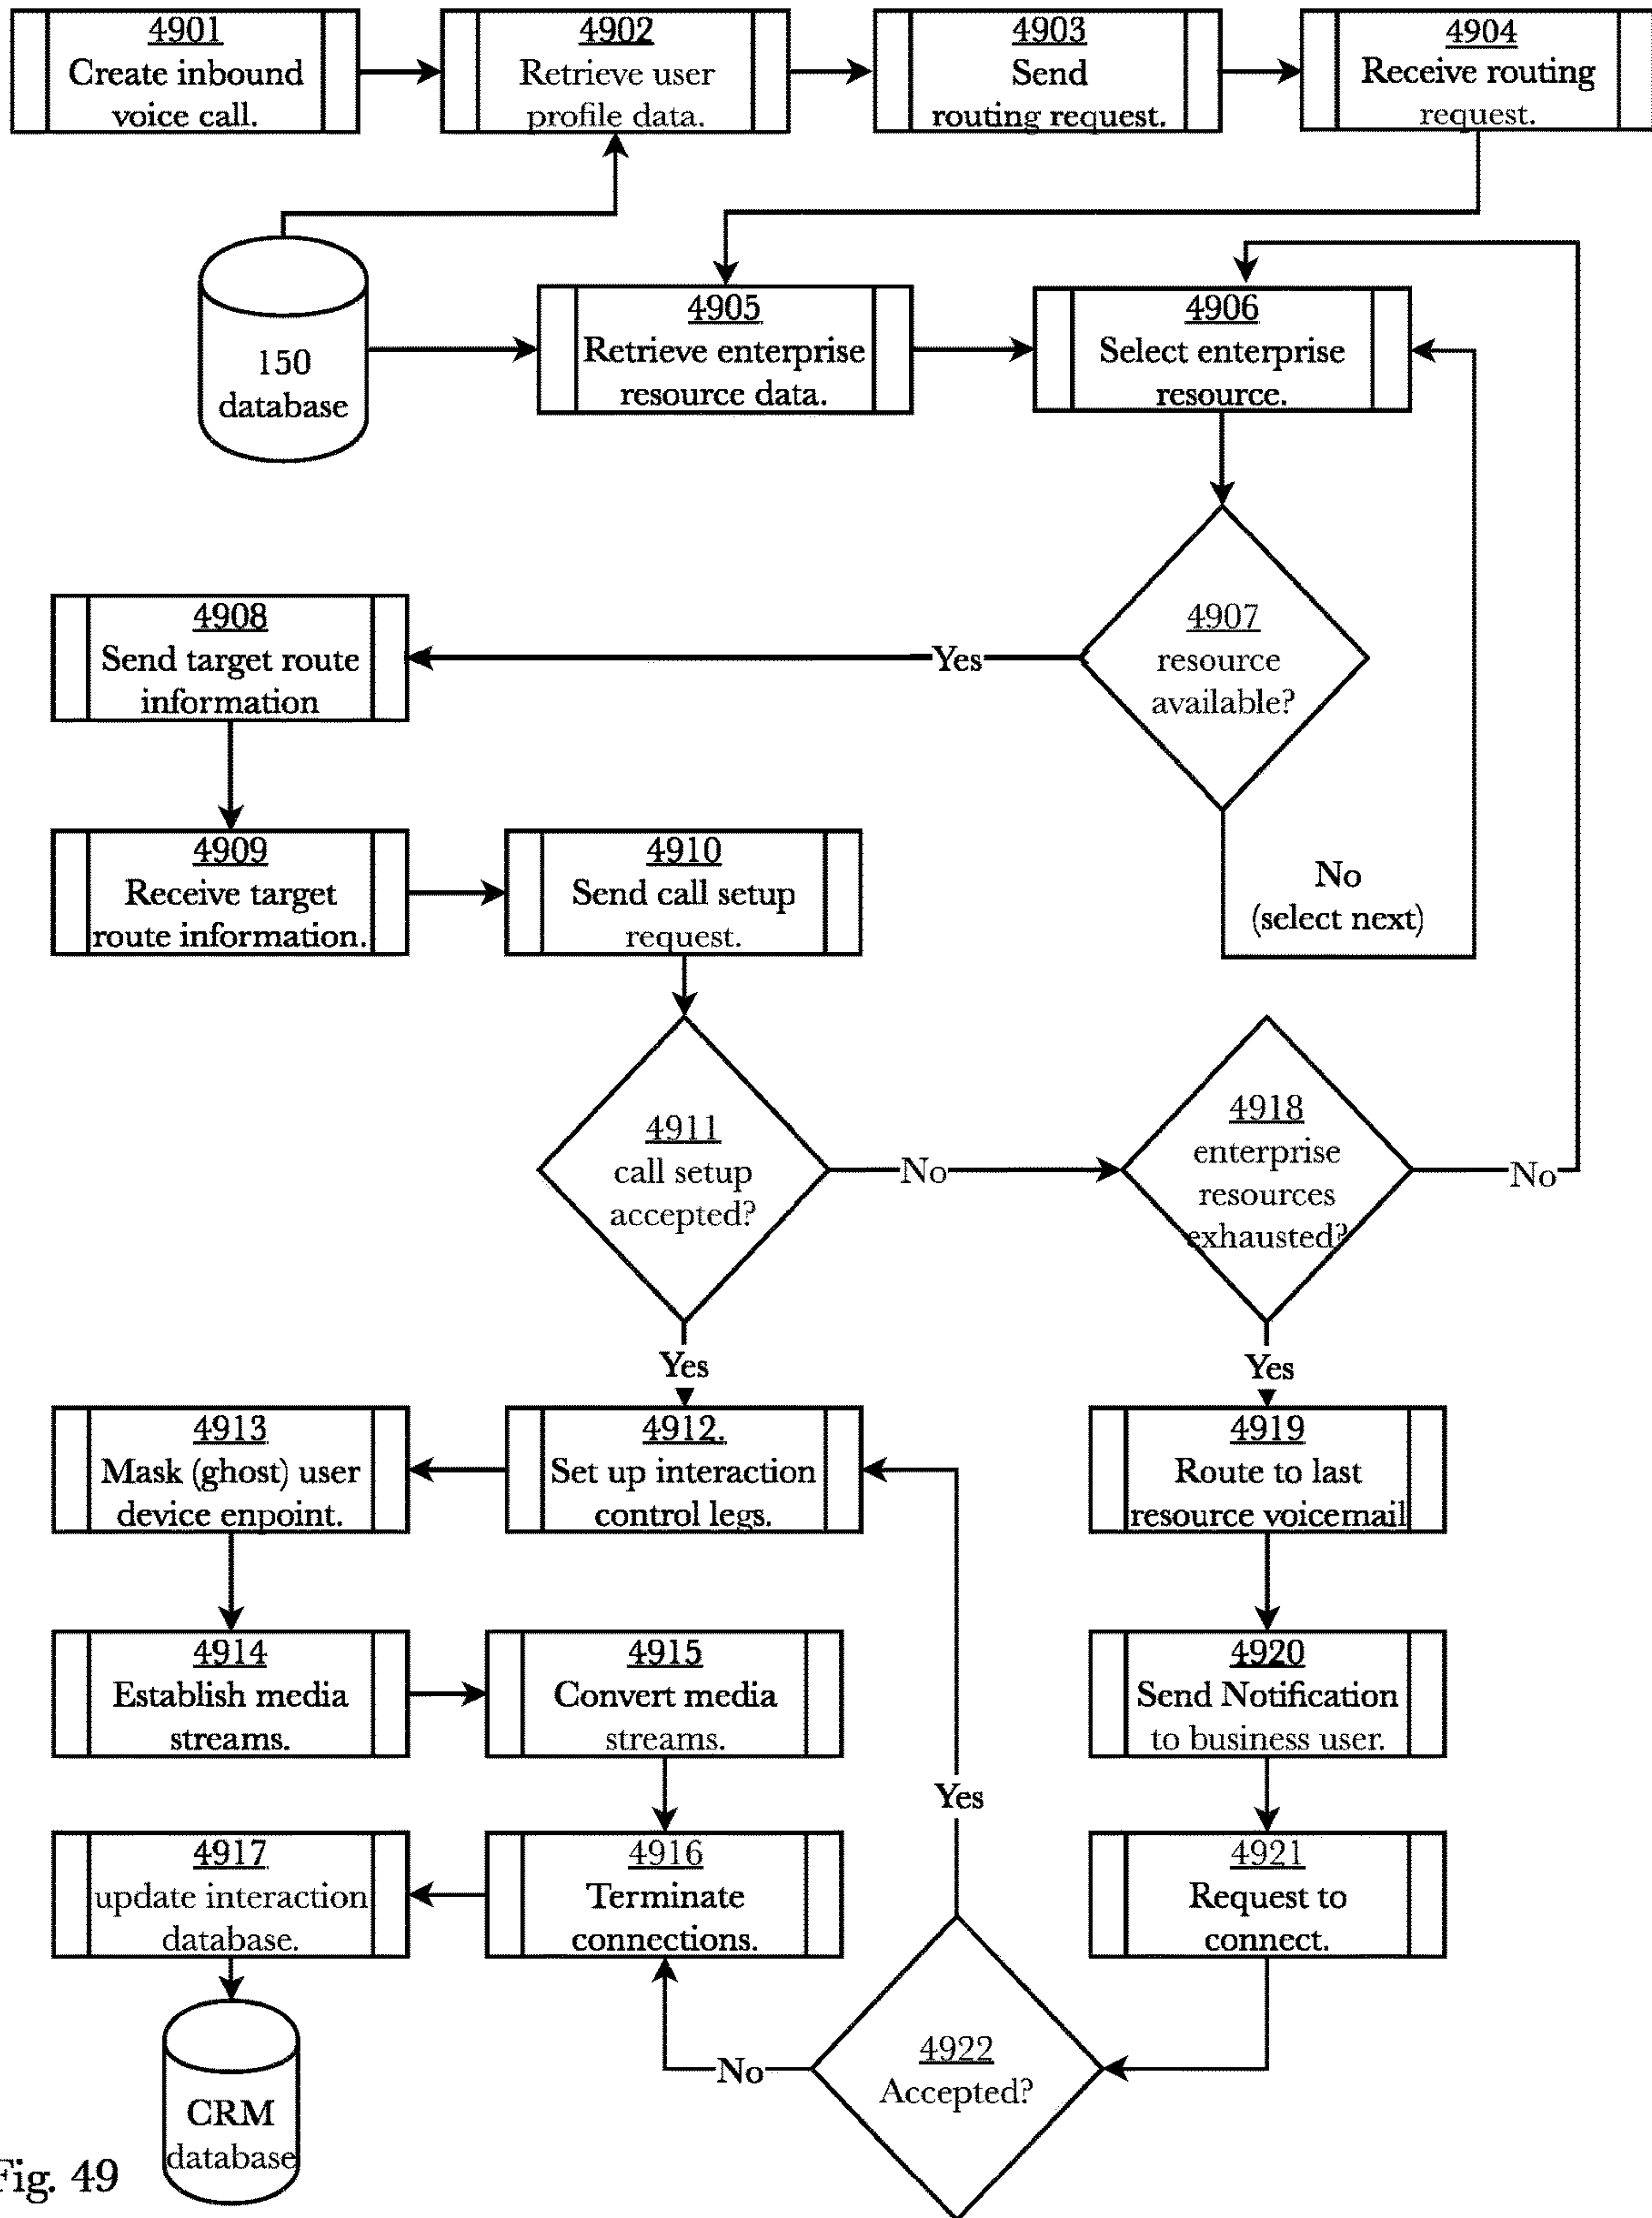 4901
Create inbound
voice call.
4902
Retrieve user
profile data.
4903
Send
routing request.
4904
Receive routing
request.
150
database
4905
Retrieve enterprise
resource data.
4906
Select enterprise
resource.
4907
resource
available?
Yes
No
(select next)
4908
Send target route
information
4909
Receive target
route information.
4910
Send call setup
request.
4911
call setup
accepted?
No
4918
enterprise
resources
exhausted?
No
Yes
Yes
4913
Mask (ghost) user
device enpoint.
4912.
Set up interaction
control legs.
4919
Route to last
resource voicemail
4914
Establish media
streams.
4915
Convert media
streams.
4920
Send Notification
to business user.
Yes
4917
update interaction
database.
4916
Terminate
connections.
4921
Request to
connect.
No
4922
Accepted?
CRM
database
Fig. 49